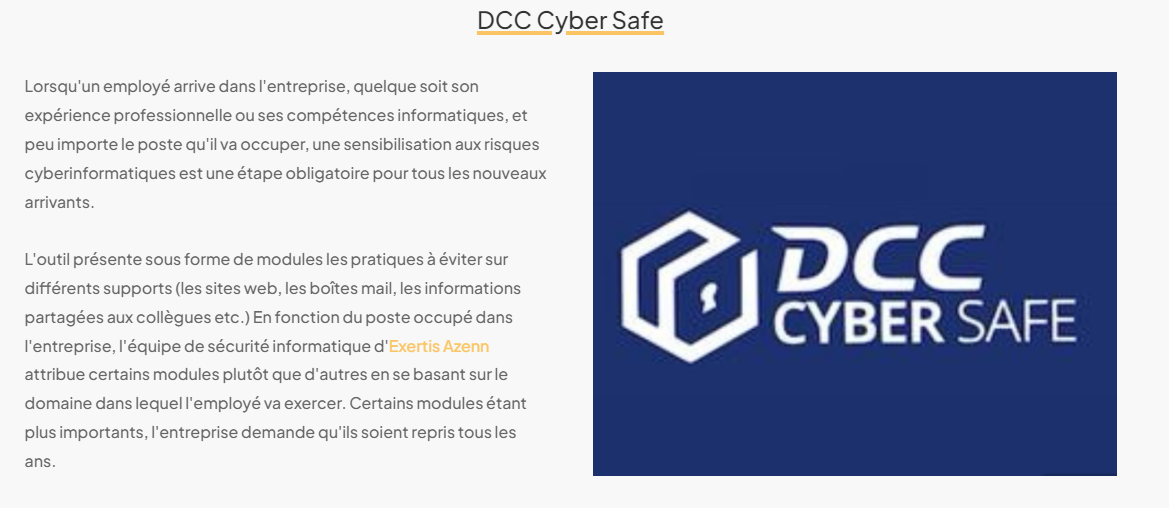 DCC Cyber Safe
Lorsqu'un employé arrive dans l'entreprise, quelque soit son
expérience professionnelle ou ses compétences informatiques, et
peu importe le poste qu'il va occuper, une sensibilisation aux risques
cyberinformatiques est une étape obligatoire pour tous les nouveaux
arrivants.
L'outil présente sous forme de modules les pratiques à éviter sur
différents supports (les sites web, les boîtes mail, les informations
partagées aux collègues etc.) En fonction du poste occupé dans
l'entreprise, l'équipe de sécurité informatique d'Exertis Azenn
attribue certains modules plutôt que d'autres en se basant sur le
domaine dans lequel l'employé va exercer. Certains modules étant
plus importants, l'entreprise demande qu'ils soient repris tous les
ans.
DCC
CYBER SAFE